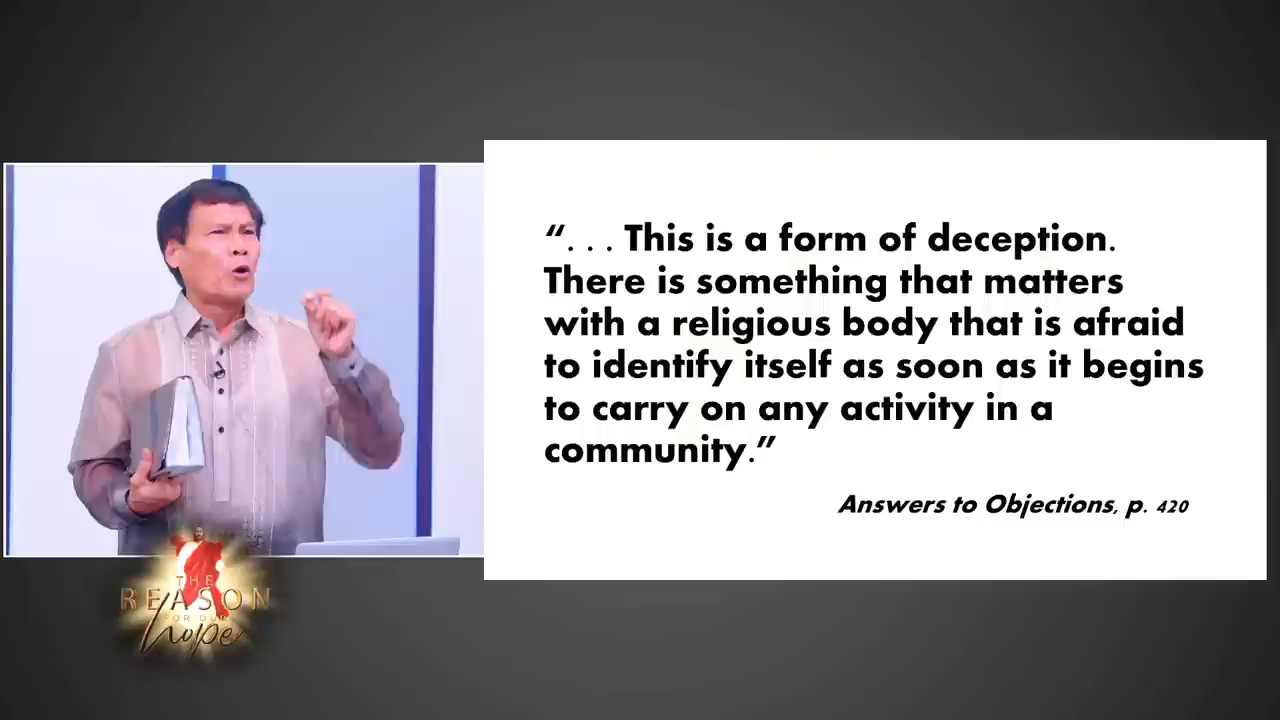 “. . . This is a form of deception.
There is something that matters
with a religious body that is afraid
to identify itself as soon as it begins
to carry on any activity in a
community.”
Answers to Objections, p. 420
THE
REASON
FOR OUR
hope